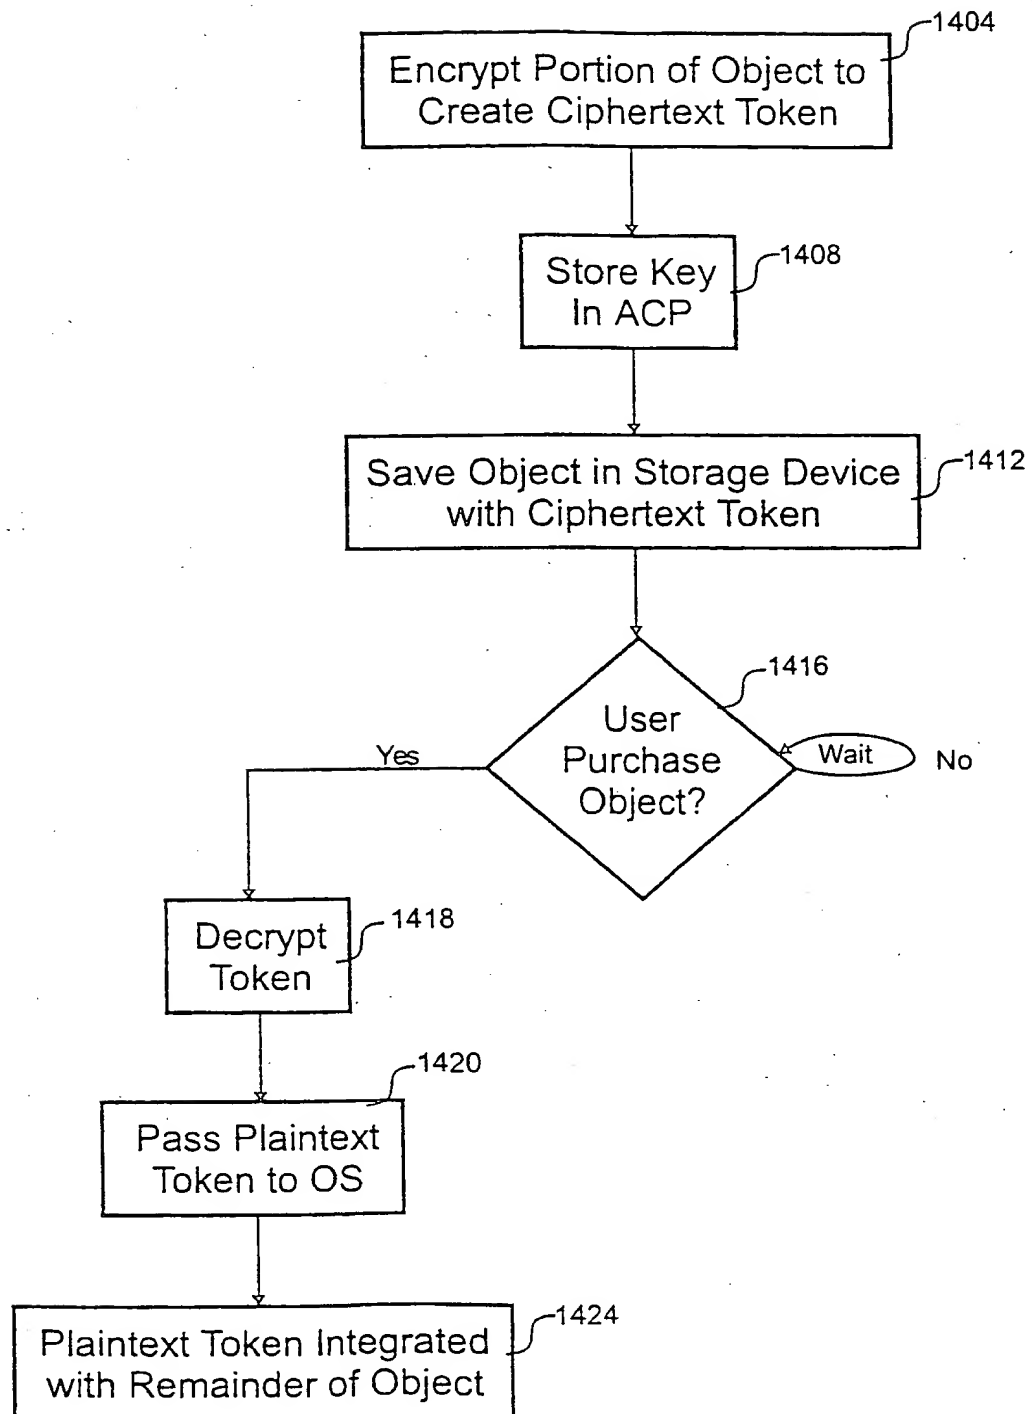 1404
Encrypt Portion of Object to
Create Ciphertext Token
1408
Store Key
In ACP
1412
Save Object in Storage Device
with Ciphertext Token
1416
User
Purchase
Object?
Yes
Wait
No
1418
Decrypt
Token
1420
Pass Plaintext
Token to OS
1424
Plaintext Token Integrated
with Remainder of Object